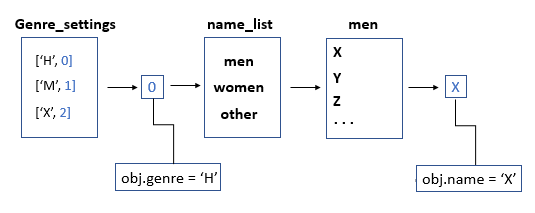 Genre_settings
name_list
men
['H', 0]
['M', 1]
['X', 2]
0
men
women
other
X
Y
Z
. . .
X
obj.genre = 'H'
obj.name = 'X'